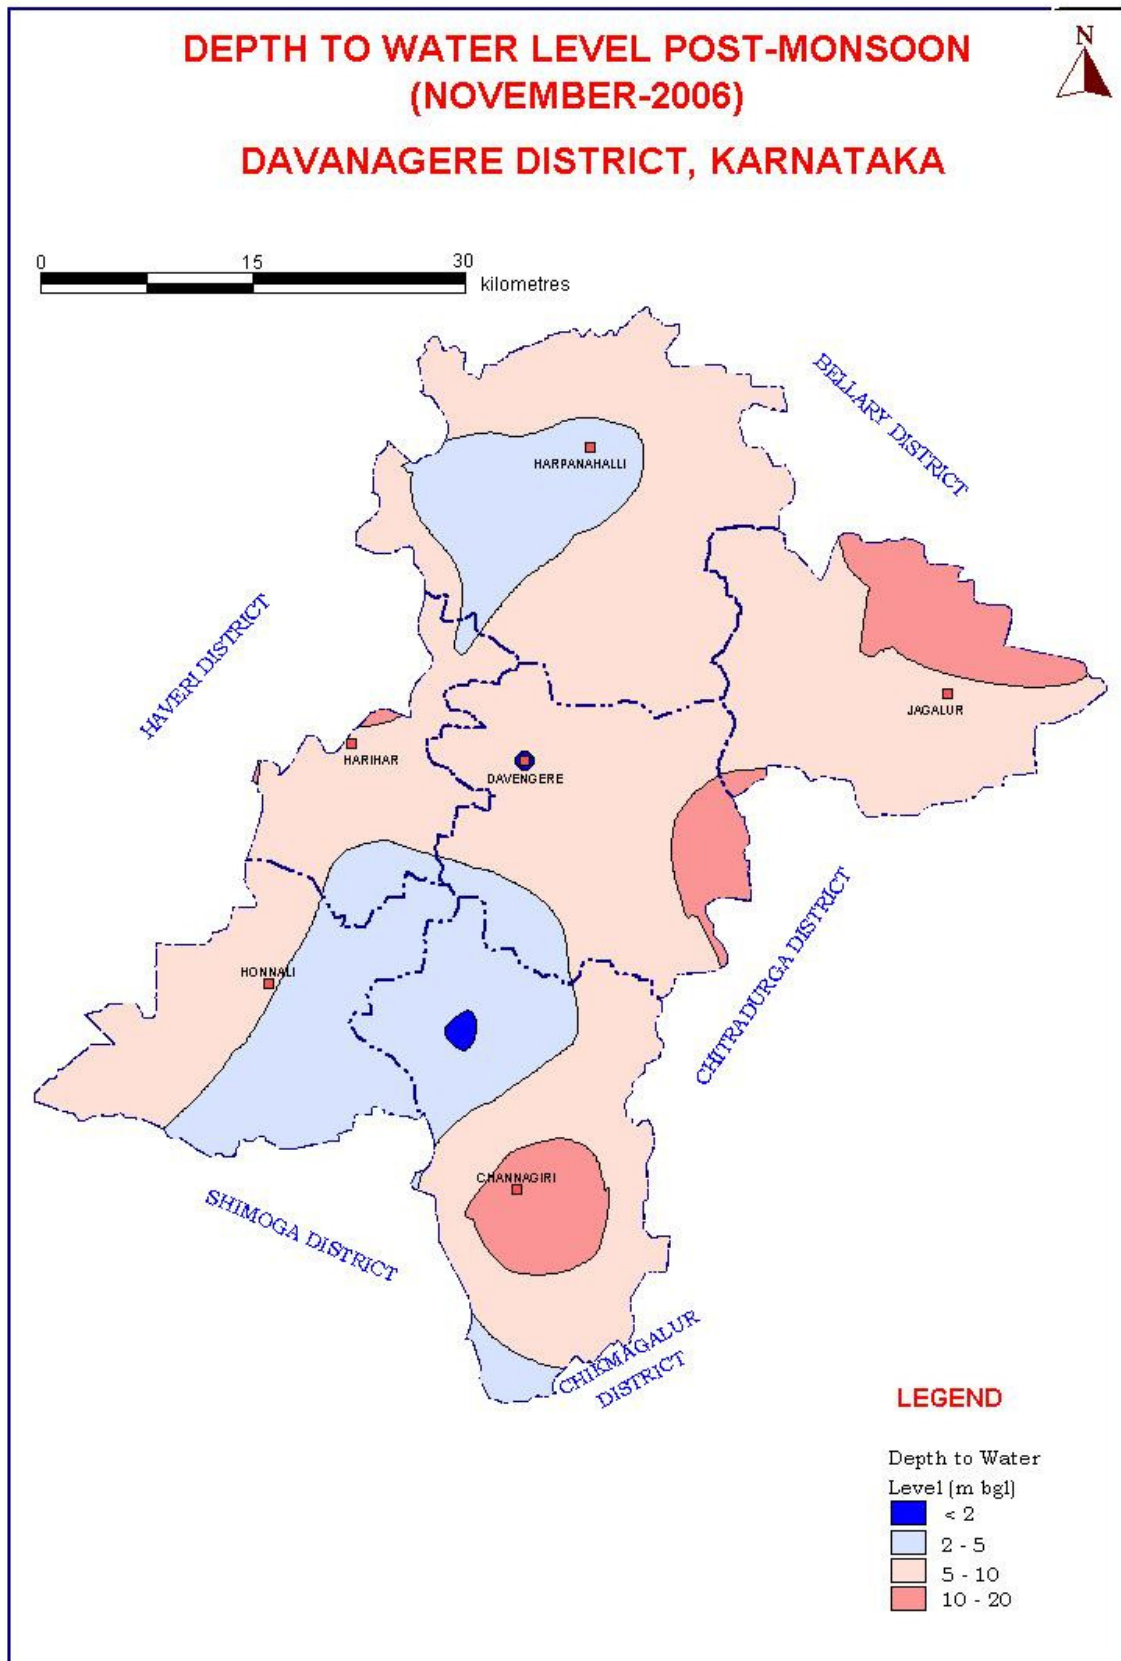 DEPTH TO WATER LEVEL POST-MONSOON
(NOVEMBER-2006)
DAVANAGERE DISTRICT, KARNATAKA
N
0 15 30
kilometres
BELLARY DISTRICT
HARPANAHALLI
HAVERI DISTRICT
JAGALUR
HARIHAR
DAVENGERE
CHITRADURGA DISTRICT
HONNALI
CHANNAGIRI
SHIMOGA DISTRICT
CHIKMAGALUR
DISTRICT
LEGEND
Depth to Water
Level (m bgl)
< 2
2 - 5
5 - 10
10 - 20